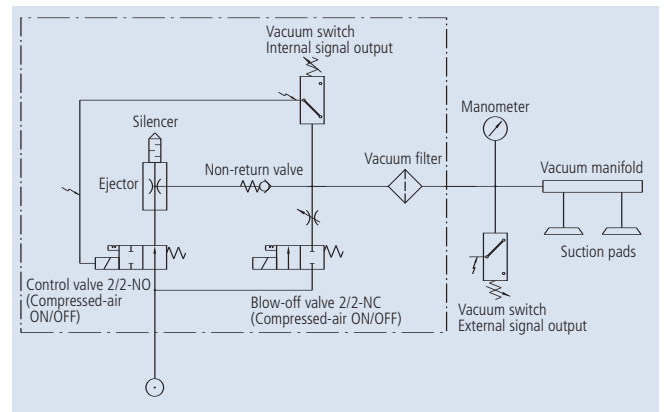 Vacuum switch
Internal signal output
Silencer
Manometer
Ejector
Non-return valve
Vacuum filter
Vacuum manifold
Suction pads
Control valve 2/2-NO
(Compressed-air
ON/OFF)
Blow-off valve 2/2-NC
(Compressed-air ON/OFF)
Vacuum switch
External signal output